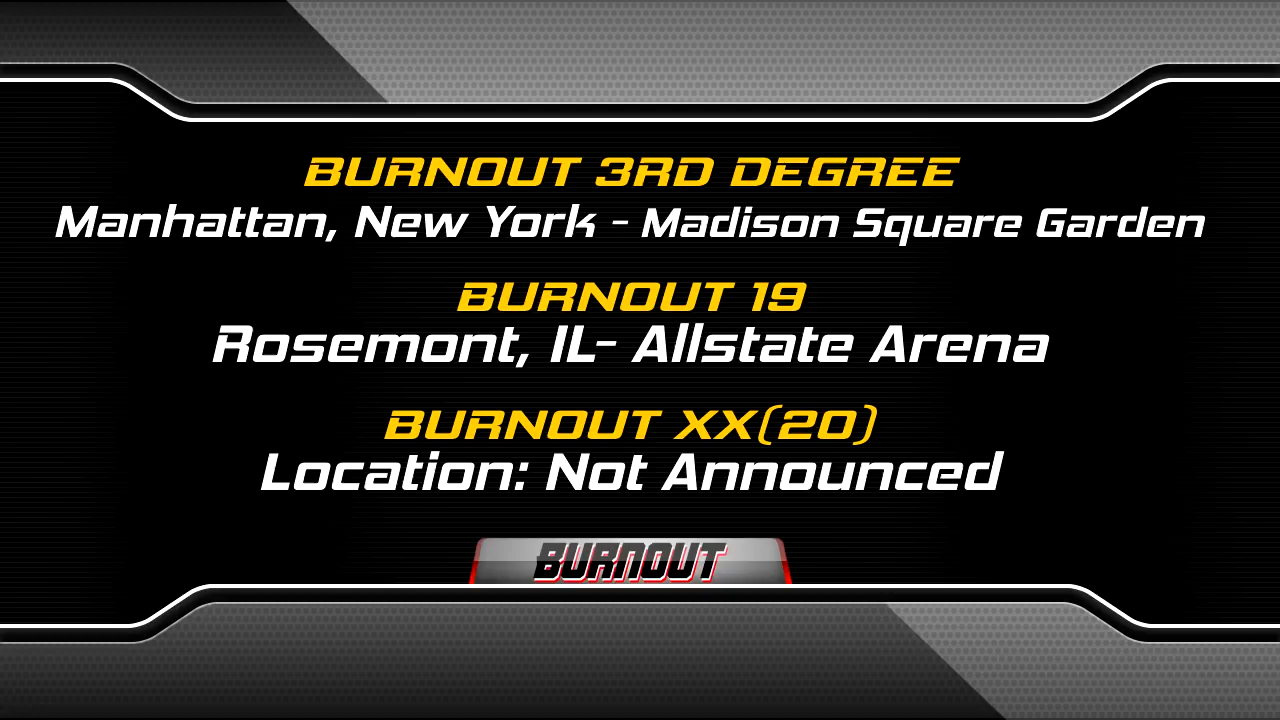 BURNOUT 3RD DEGREE
Manhattan, New York - Madison Square Garden
BURNOUT 19
Rosemont, IL- Allstate Arena
BURNOUT XX(20)
Location: Not Announced
BURNOUT